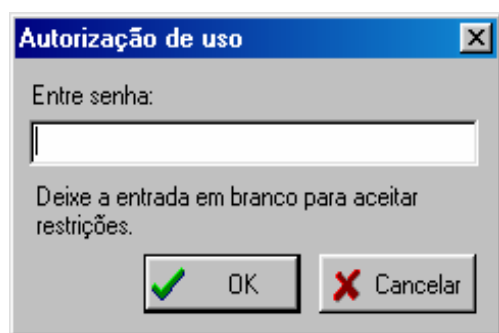 Autorização de uso
Entre senha:
Deixe a entrada em branco para aceitar
restrições.
OK
Cancelar